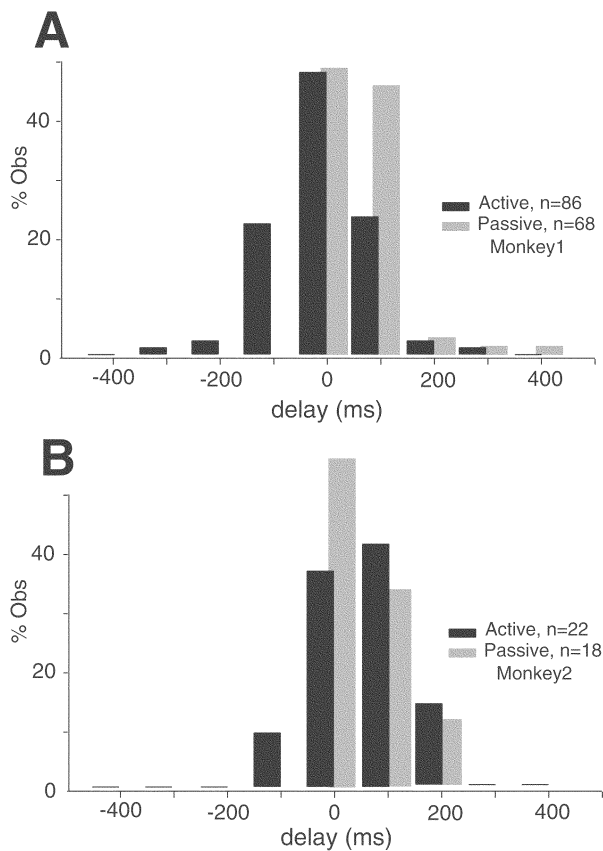 A
% Obs
40
20
0
Active, n=86
Passive, n=68
Monkey1
-400
-200
0
200
400
delay (ms)
B
% Obs
40
20
0
Active, n=22
Passive, n=18
Monkey2
-400
-200
0
200
400
delay (ms)